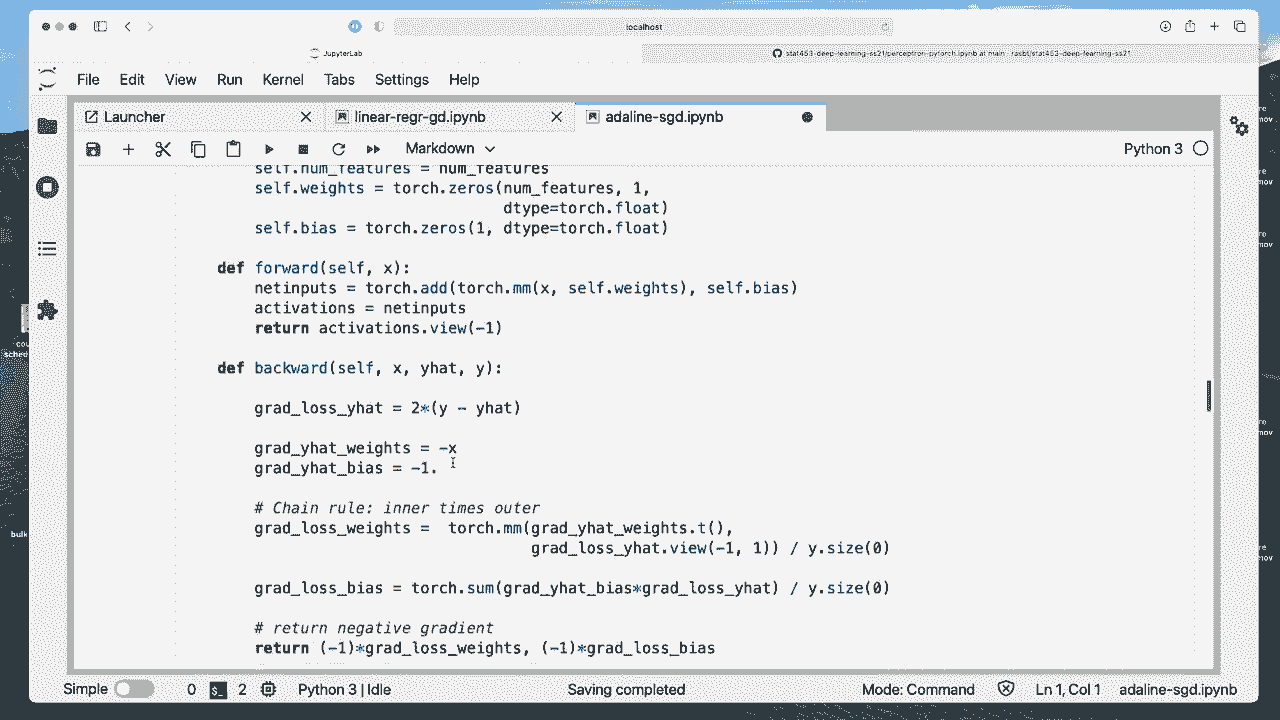 localhost
JupyterLab
stat453-deep-learning-ss21/perceptron-pytorch.ipynb at main · rasbt/stat453-deep-learning-ss21
File Edit View Run Kernel Tabs Settings Help
Launcher
linear-regr-gd.ipynb
adaline-sgd.ipynb
Markdown
Python 3
self.num_features = num_features
self.weights = torch.zeros(num_features, 1,
dtype=torch.float)
self.bias = torch.zeros(1, dtype=torch.float)
def forward(self, x):
netinputs = torch.add(torch.mm(x, self.weights), self.bias)
activations = netinputs
return activations.view(-1)
def backward(self, x, yhat, y):
grad_loss_yhat = 2*(y - yhat)
grad_yhat_weights = -x
grad_yhat_bias = -1.
# Chain rule: inner times outer
grad_loss_weights =  torch.mm(grad_yhat_weights.t(),
grad_loss_yhat.view(-1, 1)) / y.size(0)
grad_loss_bias = torch.sum(grad_yhat_bias*grad_loss_yhat) / y.size(0)
# return negative gradient
return (-1)*grad_loss_weights, (-1)*grad_loss_bias
Simple 0 2 Python 3 | Idle Saving completed Mode: Command Ln 1, Col 1 adaline-sgd.ipynb